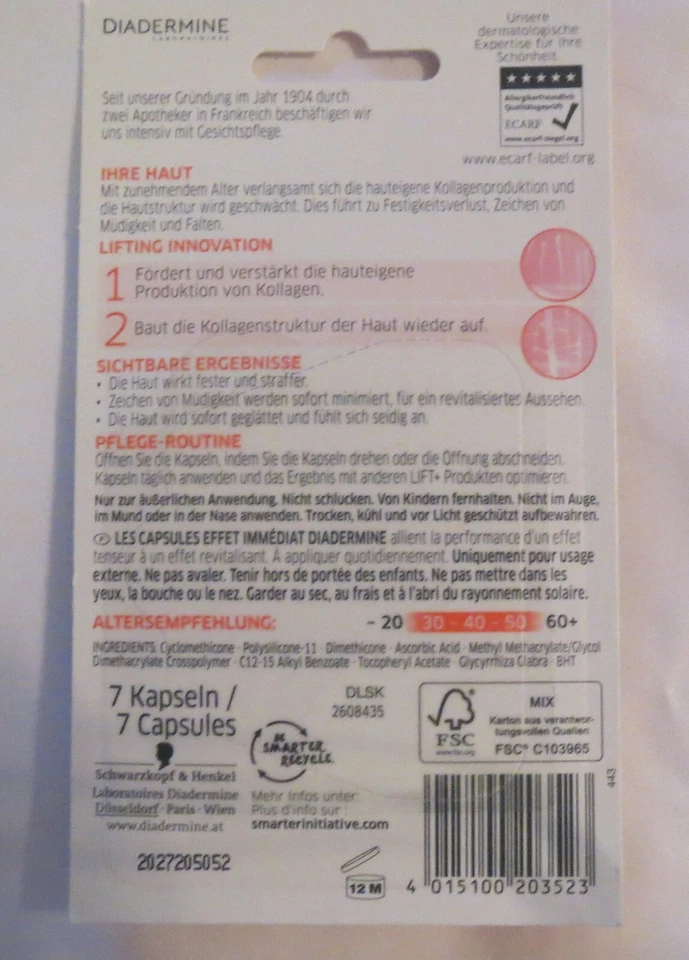 DIADERMINE
LABORATOIRES
Unsere
dermatologische
Expertise für Ihre
Schönheit.
Allergikerfreundlich
Qualitätsgeprüft
ECARF
www.ecarf-siegel.org
www.ecarf-label.org
Seit unserer Gründung im Jahr 1904 durch
zwei Apotheker in Frankreich beschäftigen wir
uns intensiv mit Gesichtspflege.
IHRE HAUT
Mit zunehmendem Alter verlangsamt sich die hauteigene Kollagenproduktion und
die Hautstruktur wird geschwächt. Dies führt zu Festigkeitsverlust, Zeichen von
Müdigkeit und Falten.
LIFTING INNOVATION
1 Fördert und verstärkt die hauteigene
Produktion von Kollagen.
2 Baut die Kollagenstruktur der Haut wieder auf.
SICHTBARE ERGEBNISSE
• Die Haut wirkt fester und straffer.
• Zeichen von Müdigkeit werden sofort minimiert, für ein revitalisiertes Aussehen.
• Die Haut wird sofort geglättet und fühlt sich seidig an.
PFLEGE-ROUTINE
Öffnen Sie die Kapseln, indem Sie die Kapseln drehen oder die Öffnung abschneiden.
Kapseln täglich anwenden und das Ergebnis mit anderen LIFT+ Produkten optimieren.
Nur zur äußerlichen Anwendung. Nicht schlucken. Von Kindern fernhalten. Nicht im Auge,
im Mund oder in der Nase anwenden. Trocken, kühl und vor Licht geschützt aufbewahren.
LES CAPSULES EFFET IMMÉDIAT DIADERMINE allient la performance d'un effet
tenseur à un effet revitalisant. À appliquer quotidiennement. Uniquement pour usage
externe. Ne pas avaler. Tenir hors de portée des enfants. Ne pas mettre dans les
yeux, la bouche ou le nez. Garder au sec, au frais et à l'abri du rayonnement solaire.
ALTERSEMPFEHLUNG: - 20 30 - 40 - 50 60+
INGREDIENTS: Cyclomethicone · Polysilicone-11 · Dimethicone · Ascorbic Acid · Methyl Methacrylate/Glycol
Dimethacrylate Crosspolymer · C12-15 Alkyl Benzoate · Tocopheryl Acetate · Glycyrrhiza Glabra · BHT
7 Kapseln /
7 Capsules
DLSK
2608435
BE
SMARTER.
RECYCLE.
FSC
www.fsc.org
MIX
Karton aus verantwor-
tungsvollen Quellen
FSC® C103965
Schwarzkopf & Henkel
Laboratoires Diadermine
Düsseldorf · Paris · Wien
www.diadermine.at
Mehr Infos unter:
Plus d'info sur :
smarterinitiative.com
443
2027205052
12 M
4 015100 203523